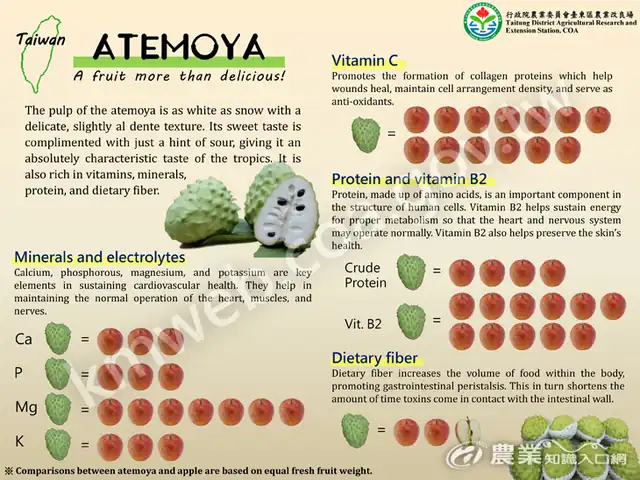 Taiwan
ATEMOYA
A fruit more than delicious!
行政院農業委員會臺東區農業改良場
Taitung District Agricultural Research and
Extension Station, COA
The pulp of the atemoya is as white as snow with a
delicate, slightly al dente texture. Its sweet taste is
complimented with just a hint of sour, giving it an
absolutely characteristic taste of the tropics. It is
also rich in vitamins, minerals,
protein, and dietary fiber.
Minerals and electrolytes
Calcium, phosphorous, magnesium, and potassium are key
elements in sustaining cardiovascular health. They help in
maintaining the normal operation of the heart, muscles, and
nerves.
Ca =
P =
Mg =
K =
※ Comparisons between atemoya and apple are based on equal fresh fruit weight.
Vitamin C
Promotes the formation of collagen proteins which help
wounds heal, maintain cell arrangement density, and serve as
anti-oxidants.
=
Protein and vitamin B2
Protein, made up of amino acids, is an important component in
the structure of human cells. Vitamin B2 helps sustain energy
for proper metabolism so that the heart and nervous system
may operate normally. Vitamin B2 also helps preserve the skin's
health.
Crude
Protein =
Vit. B2 =
Dietary fiber
Dietary fiber increases the volume of food within the body,
promoting gastrointestinal peristalsis. This in turn shortens the
amount of time toxins come in contact with the intestinal wall.
=
農業知識入口網
kmweb.coa.gov.tw